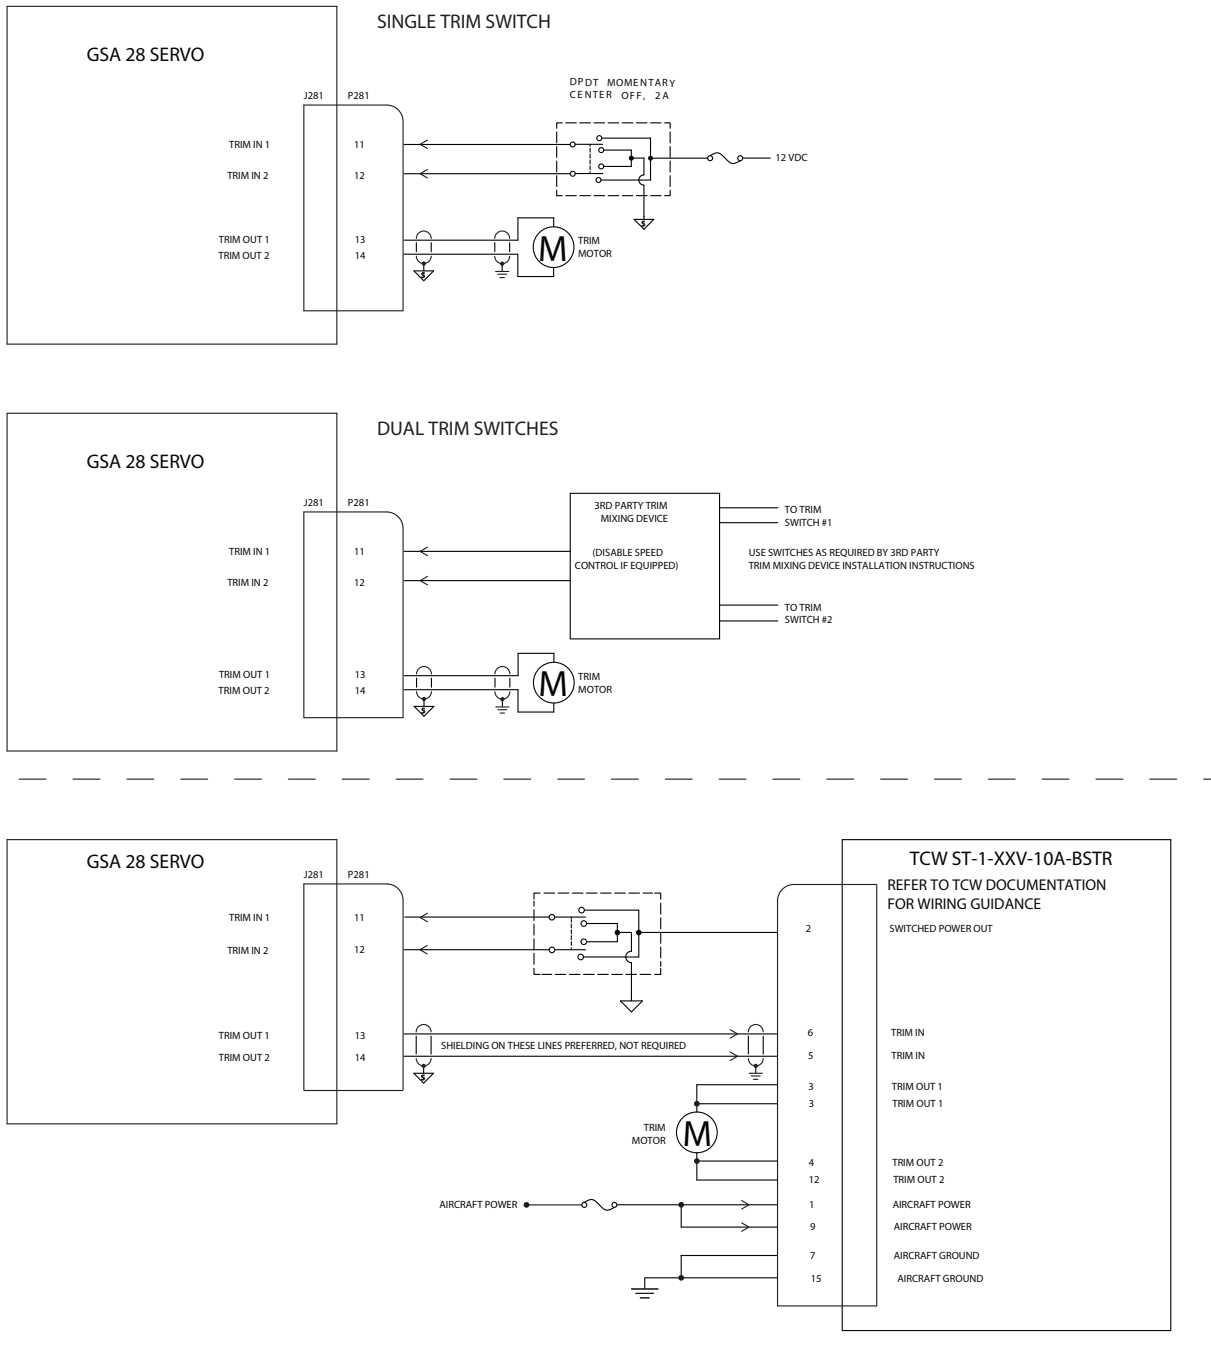 SINGLE TRIM SWITCH
GSA 28 SERVO
DPDT MOMENTARY
CENTER OFF, 2A
J281 P281
TRIM IN 1 11
12 VDC
TRIM IN 2 12
S
TRIM OUT 1 13
TRIM OUT 2 14
M
TRIM
MOTOR
S
DUAL TRIM SWITCHES
GSA 28 SERVO
J281 P281
3RD PARTY TRIM
MIXING DEVICE
(DISABLE SPEED
CONTROL IF EQUIPPED)
TO TRIM
SWITCH #1
USE SWITCHES AS REQUIRED BY 3RD PARTY
TRIM MIXING DEVICE INSTALLATION INSTRUCTIONS
TO TRIM
SWITCH #2
TRIM IN 1 11
TRIM IN 2 12
TRIM OUT 1 13
TRIM OUT 2 14
M
TRIM
MOTOR
S
GSA 28 SERVO
J281 P281
TRIM IN 1 11
TRIM IN 2 12
TRIM OUT 1 13
TRIM OUT 2 14
S
SHIELDING ON THESE LINES PREFERRED, NOT REQUIRED
TCW ST-1-XXV-10A-BSTR
REFER TO TCW DOCUMENTATION
FOR WIRING GUIDANCE
2 SWITCHED POWER OUT
6 TRIM IN
5 TRIM IN
3 TRIM OUT 1
3 TRIM OUT 1
TRIM
MOTOR
M
4 TRIM OUT 2
12 TRIM OUT 2
AIRCRAFT POWER
1 AIRCRAFT POWER
9 AIRCRAFT POWER
7 AIRCRAFT GROUND
15 AIRCRAFT GROUND